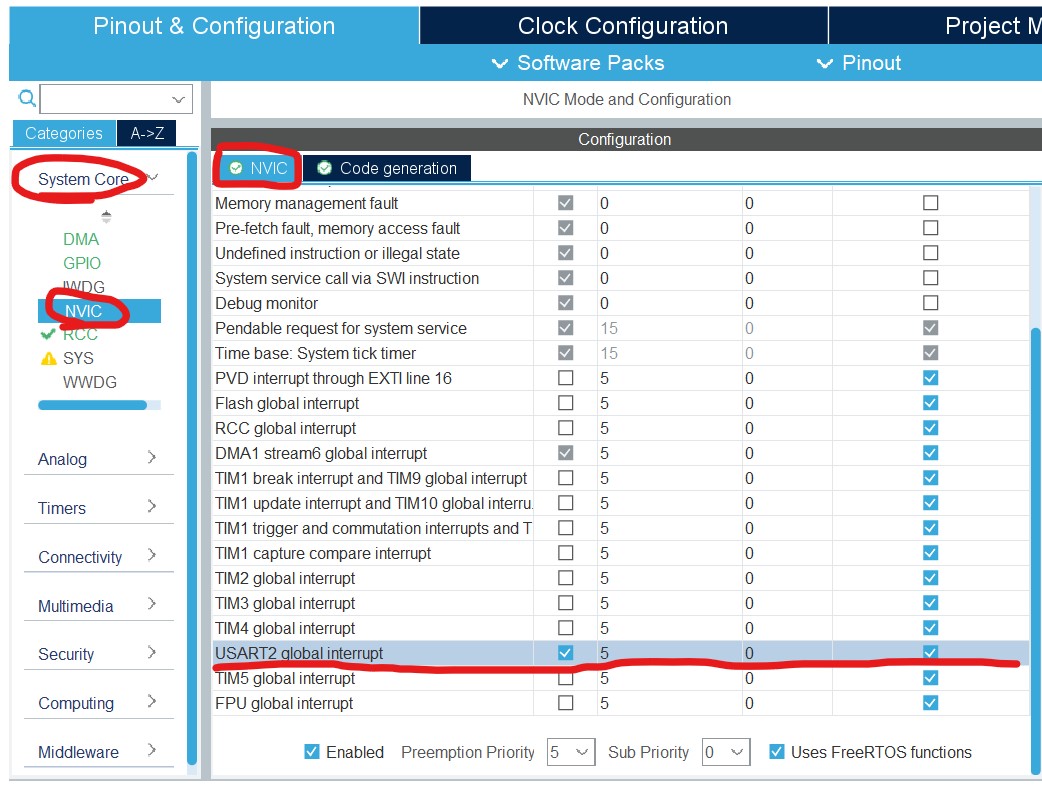 Pinout & Configuration Clock Configuration Project M
Software Packs Pinout
NVIC Mode and Configuration
Categories A->Z
Configuration
System Core
NVIC Code generation
DMA
GPIO
IWDG
NVIC
RCC
SYS
WWDG
Analog
Timers
Connectivity
Multimedia
Security
Computing
Middleware
Memory management fault 0 0
Pre-fetch fault, memory access fault 0 0
Undefined instruction or illegal state 0 0
System service call via SWI instruction 0 0
Debug monitor 0 0
Pendable request for system service 15 0
Time base: System tick timer 15 0
PVD interrupt through EXTI line 16 5 0
Flash global interrupt 5 0
RCC global interrupt 5 0
DMA1 stream6 global interrupt 5 0
TIM1 break interrupt and TIM9 global interrupt 5 0
TIM1 update interrupt and TIM10 global interru. 5 0
TIM1 trigger and commutation interrupts and T 5 0
TIM1 capture compare interrupt 5 0
TIM2 global interrupt 5 0
TIM3 global interrupt 5 0
TIM4 global interrupt 5 0
USART2 global interrupt 5 0
TIM5 global interrupt 5 0
FPU global interrupt 5 0
Enabled Preemption Priority 5 Sub Priority 0 Uses FreeRTOS functions